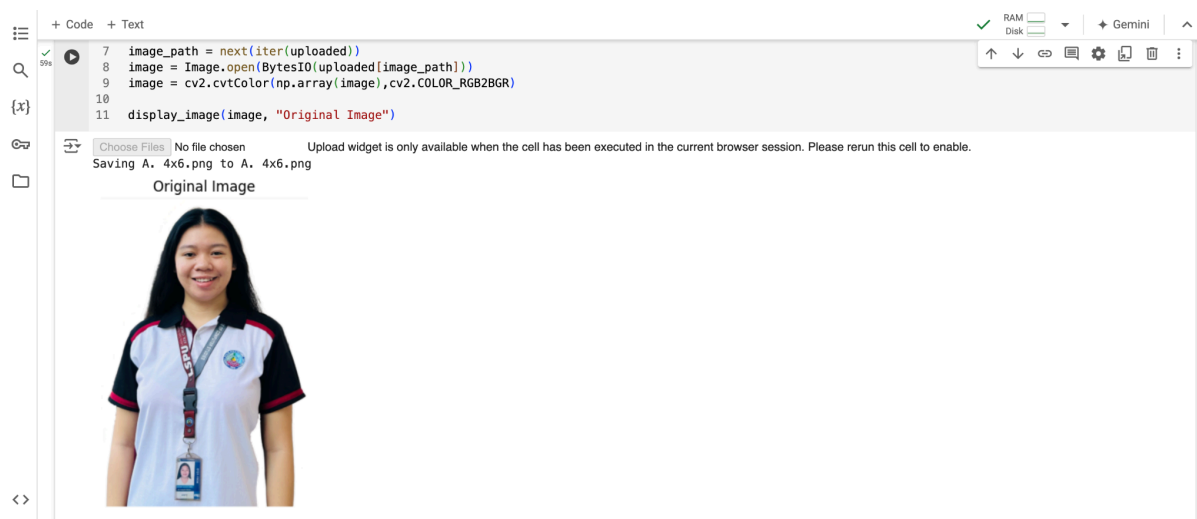 + Code + Text
RAM
Disk
Gemini
59s
7 image_path = next(iter(uploaded))
8 image = Image.open(BytesIO(uploaded[image_path]))
9 image = cv2.cvtColor(np.array(image),cv2.COLOR_RGB2BGR)
10
11 display_image(image, "Original Image")
{x}
Choose Files No file chosen Upload widget is only available when the cell has been executed in the current browser session. Please rerun this cell to enable.
Saving A. 4x6.png to A. 4x6.png
Original Image
LSPU